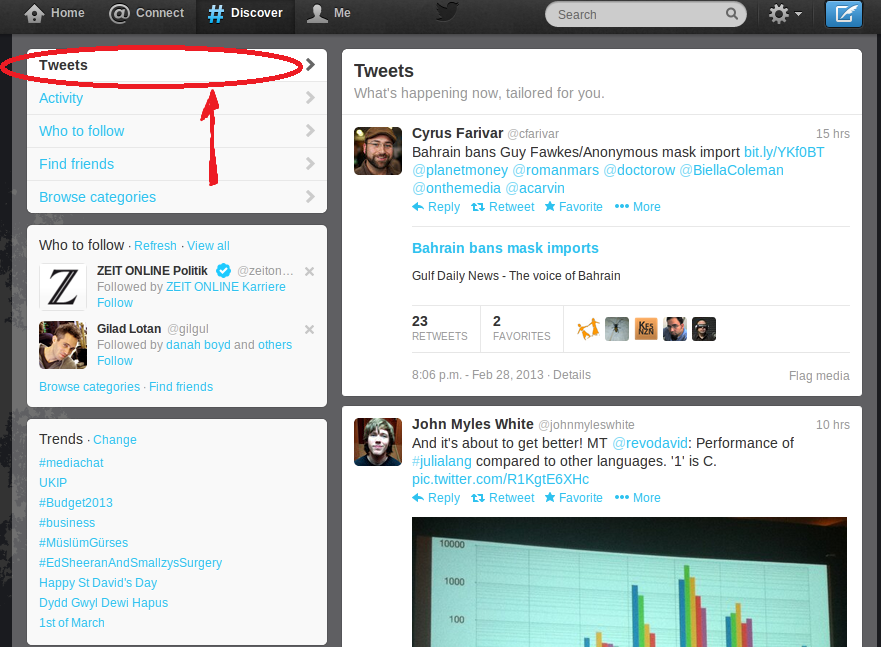 Home Connect Discover Me Search
Tweets
Activity
Who to follow
Find friends
Browse categories
Who to follow · Refresh · View all
ZEIT ONLINE Politik @zeiton...
Followed by ZEIT ONLINE Karriere
Follow
Gilad Lotan @gilgul
Followed by danah boyd and others
Follow
Browse categories · Find friends
Trends · Change
#mediachat
UKIP
#Budget2013
#business
#MüslümGürses
#EdSheeranAndSmallzysSurgery
Happy St David's Day
Dydd Gwyl Dewi Hapus
1st of March
Tweets
What's happening now, tailored for you.
Cyrus Farivar @cfarivar 15 hrs
Bahrain bans Guy Fawkes/Anonymous mask import bit.ly/YKf0BT
@planetmoney @romanmars @doctorow @BiellaColeman
@onthemedia @acarvin
Reply Retweet Favorite More
Bahrain bans mask imports
Gulf Daily News - The voice of Bahrain
23 2
RETWEETS FAVORITES
KFS
NZN
8:06 p.m. - Feb 28, 2013 · Details Flag media
John Myles White @johnmyleswhite 10 hrs
And it's about to get better! MT @revodavid: Performance of
#julialang compared to other languages. '1' is C.
pic.twitter.com/R1KgtE6XHc
Reply Retweet Favorite More
10000
1000
100